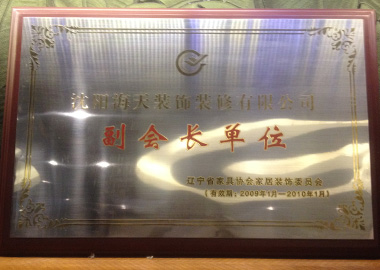 沈阳海天装饰装修有限公司
副会长单位
辽宁省家具协会家居装饰委员会
（有效期：2009年1月—2010年1月）